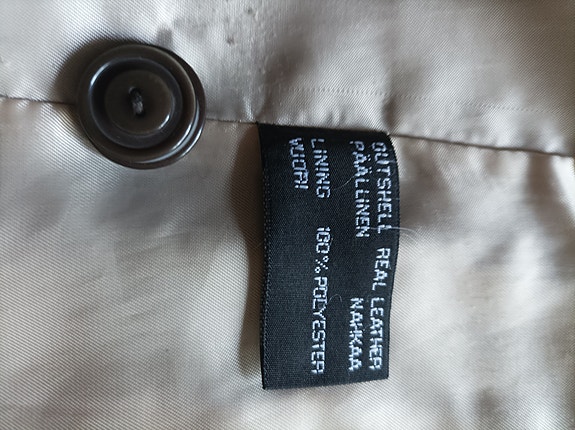 OUTSHELL REAL LEATHER
PÄÄLLINEN NAHKAA
LINING 100% POLYESTER
VUORI